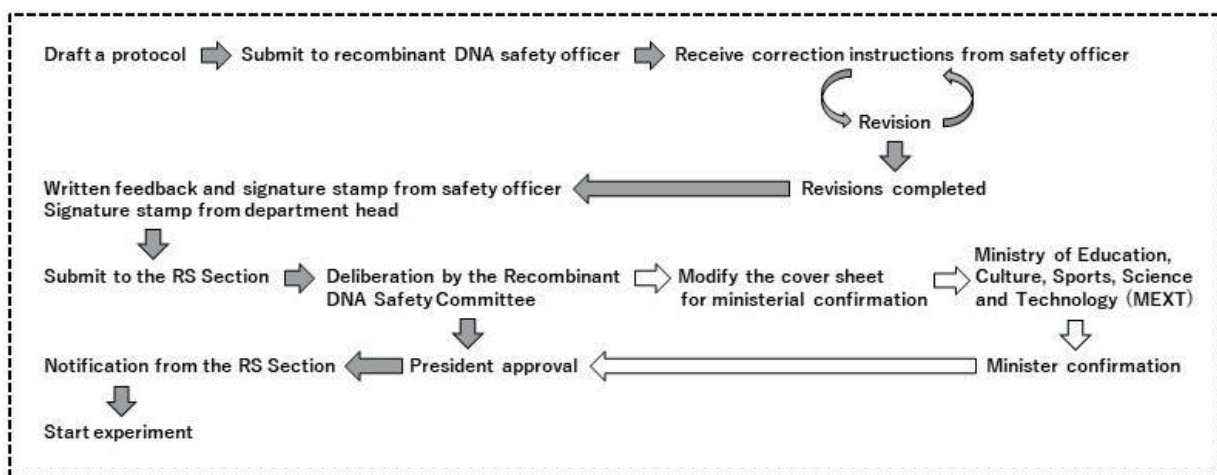 Draft a protocol
Submit to recombinant DNA safety officer
Receive correction instructions from safety officer
Revision
Written feedback and signature stamp from safety officer
Signature stamp from department head
Revisions completed
Submit to the RS Section
Deliberation by the Recombinant
DNA Safety Committee
Modify the cover sheet
for ministerial confirmation
Ministry of Education,
Culture, Sports, Science
and Technology (MEXT)
Notification from the RS Section
President approval
Minister confirmation
Start experiment